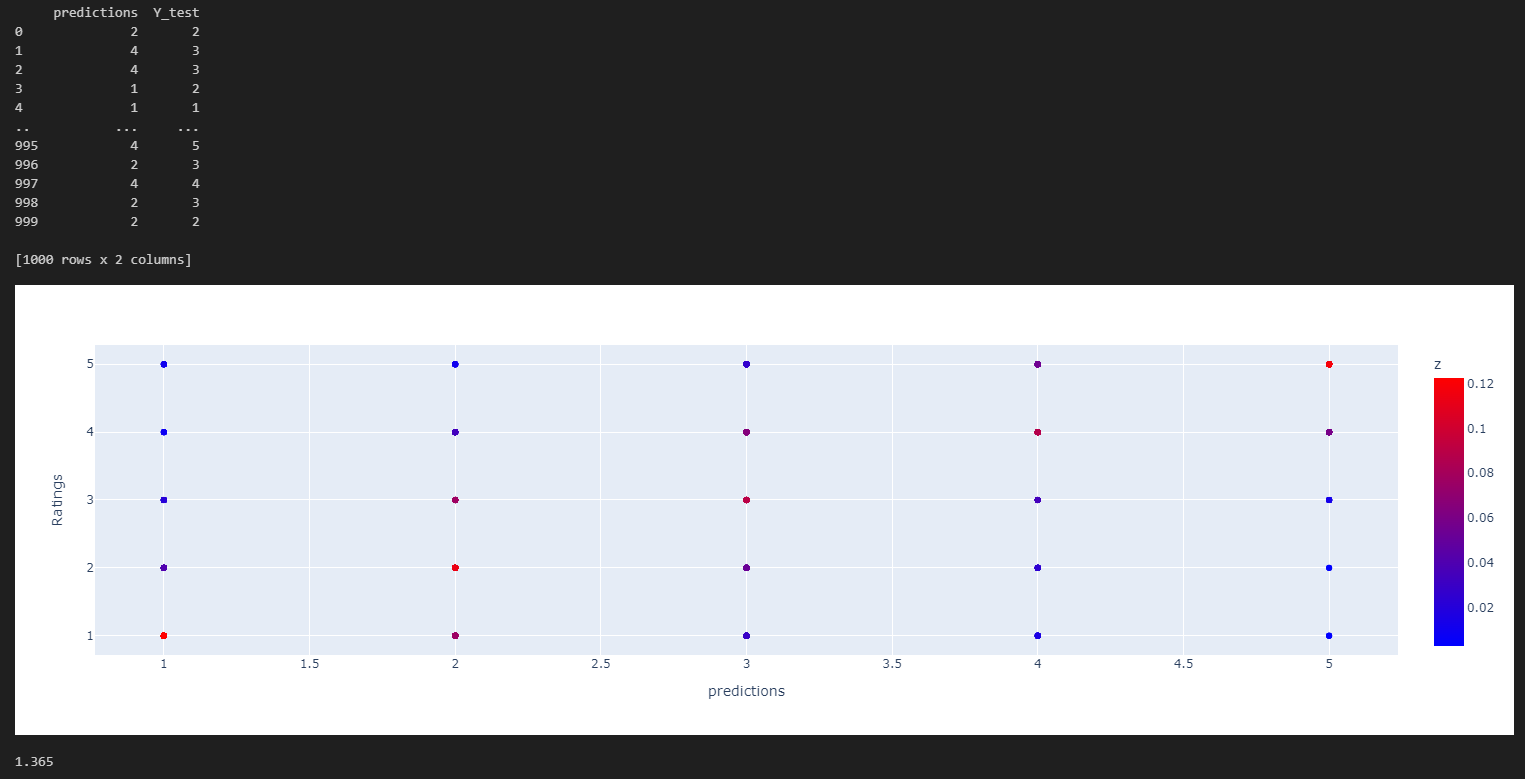 predictions Y_test
0 2 2
1 4 3
2 4 3
3 1 2
4 1 1
.. ... ...
995 4 5
996 2 3
997 4 4
998 2 3
999 2 2
[1000 rows x 2 columns]
5
4
3
2
1
Ratings
1 1.5 2 2.5 3 3.5 4 4.5 5
predictions
z
0.12
0.1
0.08
0.06
0.04
0.02
1.365